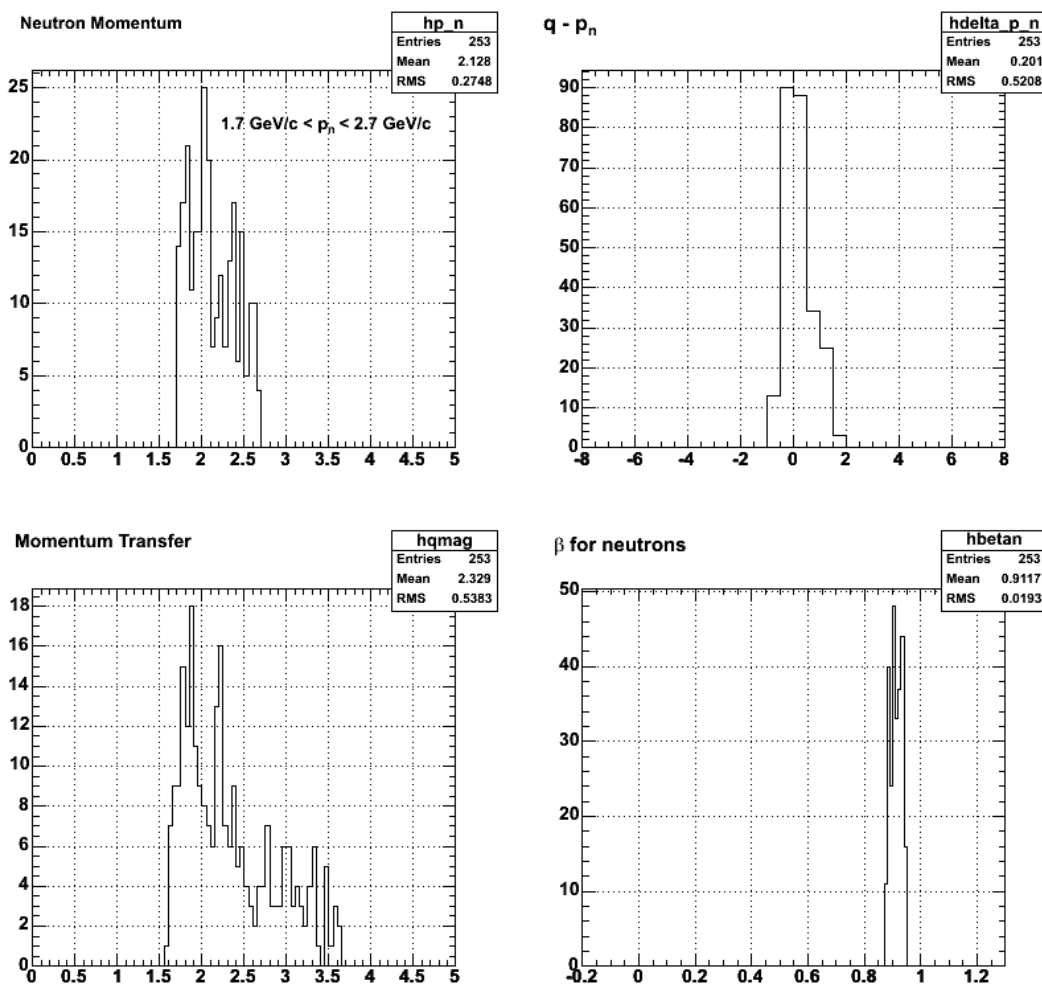 Neutron Momentum
hp_n
Entries 253
Mean 2.128
RMS 0.2748
1.7 GeV/c < pn < 2.7 GeV/c
25
20
15
10
5
0
0 0.5 1 1.5 2 2.5 3 3.5 4 4.5 5
q - pn
hdelta_p_n
Entries 253
Mean 0.201
RMS 0.5208
90
80
70
60
50
40
30
20
10
0
-8 -6 -4 -2 0 2 4 6 8
Momentum Transfer
hqmag
Entries 253
Mean 2.329
RMS 0.5383
18
16
14
12
10
8
6
4
2
0
0 0.5 1 1.5 2 2.5 3 3.5 4 4.5 5
β for neutrons
hbetan
Entries 253
Mean 0.9117
RMS 0.0193
50
40
30
20
10
0
-0.2 0 0.2 0.4 0.6 0.8 1 1.2